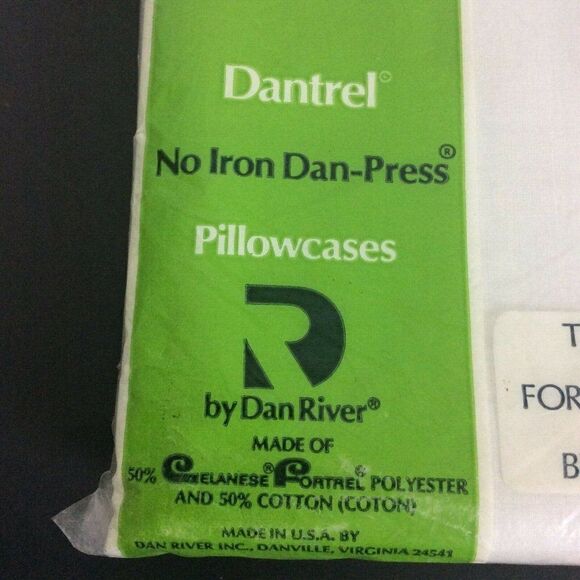 Dantrel©
No Iron Dan-Press®
Pillowcases
R
by Dan River®
MADE OF
50% CELANESE® FORTREL® POLYESTER
AND 50% COTTON (COTON)
MADE IN U.S.A. BY
DAN RIVER INC., DANVILLE, VIRGINIA 24541
T
FOR
B